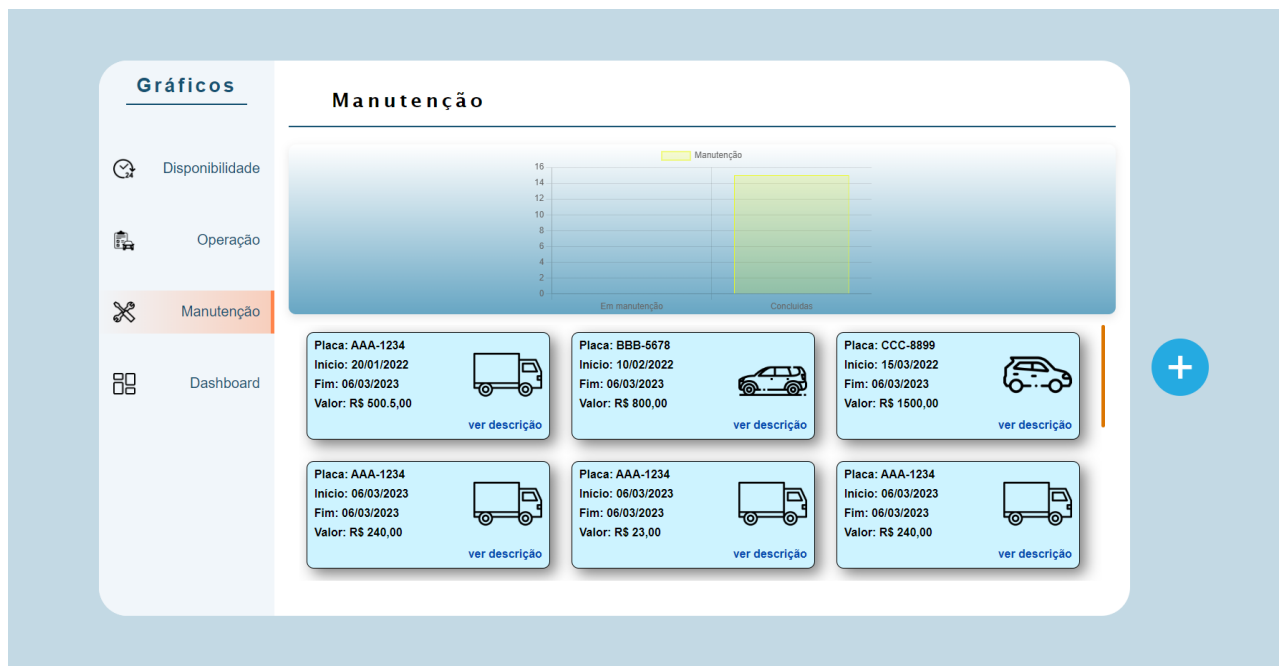 Gráficos
Disponibilidade
Operação
Manutenção
Dashboard
Manutenção
Manutenção
16
14
12
10
8
6
4
2
0
Em manutenção
Concluidas
Placa: AAA-1234
Inicio: 20/01/2022
Fim: 06/03/2023
Valor: R$ 500.5,00
ver descrição
Placa: BBB-5678
Inicio: 10/02/2022
Fim: 06/03/2023
Valor: R$ 800,00
ver descrição
Placa: CCC-8899
Inicio: 15/03/2022
Fim: 06/03/2023
Valor: R$ 1500,00
ver descrição
Placa: AAA-1234
Inicio: 06/03/2023
Fim: 06/03/2023
Valor: R$ 240,00
ver descrição
Placa: AAA-1234
Inicio: 06/03/2023
Fim: 06/03/2023
Valor: R$ 23,00
ver descrição
Placa: AAA-1234
Inicio: 06/03/2023
Fim: 06/03/2023
Valor: R$ 240,00
ver descrição
24
+